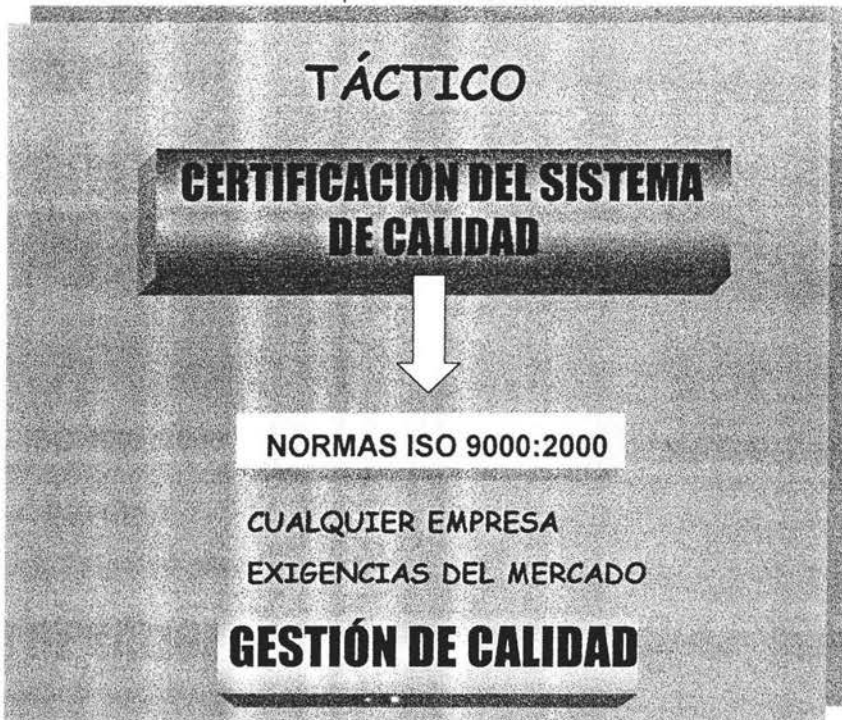 TÁCTICO
CERTIFICACIÓN DEL SISTEMA
DE CALIDAD
NORMAS ISO 9000:2000
CUALQUIER EMPRESA
EXIGENCIAS DEL MERCADO
GESTIÓN DE CALIDAD